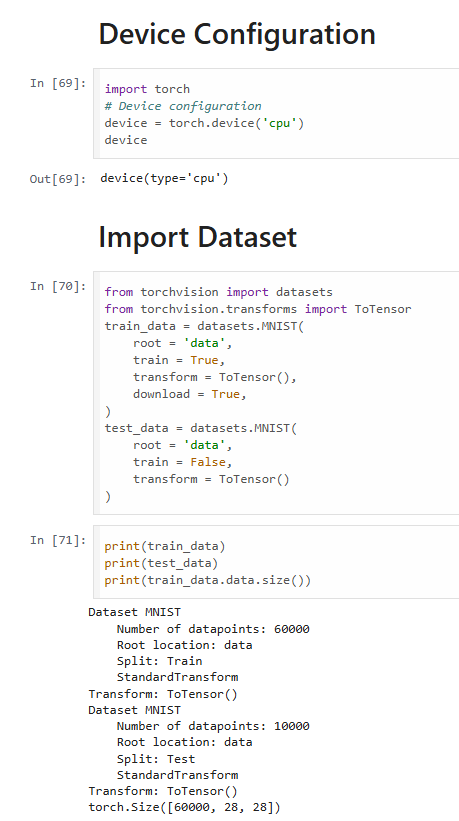 Device Configuration
In [69]:
import torch
# Device configuration
device = torch.device('cpu')
device
Out[69]: device(type='cpu')
Import Dataset
In [70]:
from torchvision import datasets
from torchvision.transforms import ToTensor
train_data = datasets.MNIST(
    root = 'data',
    train = True,
    transform = ToTensor(),
    download = True,
)
test_data = datasets.MNIST(
    root = 'data',
    train = False,
    transform = ToTensor()
)
In [71]:
print(train_data)
print(test_data)
print(train_data.data.size())
Dataset MNIST
    Number of datapoints: 60000
    Root location: data
    Split: Train
    StandardTransform
Transform: ToTensor()
Dataset MNIST
    Number of datapoints: 10000
    Root location: data
    Split: Test
    StandardTransform
Transform: ToTensor()
torch.Size([60000, 28, 28])